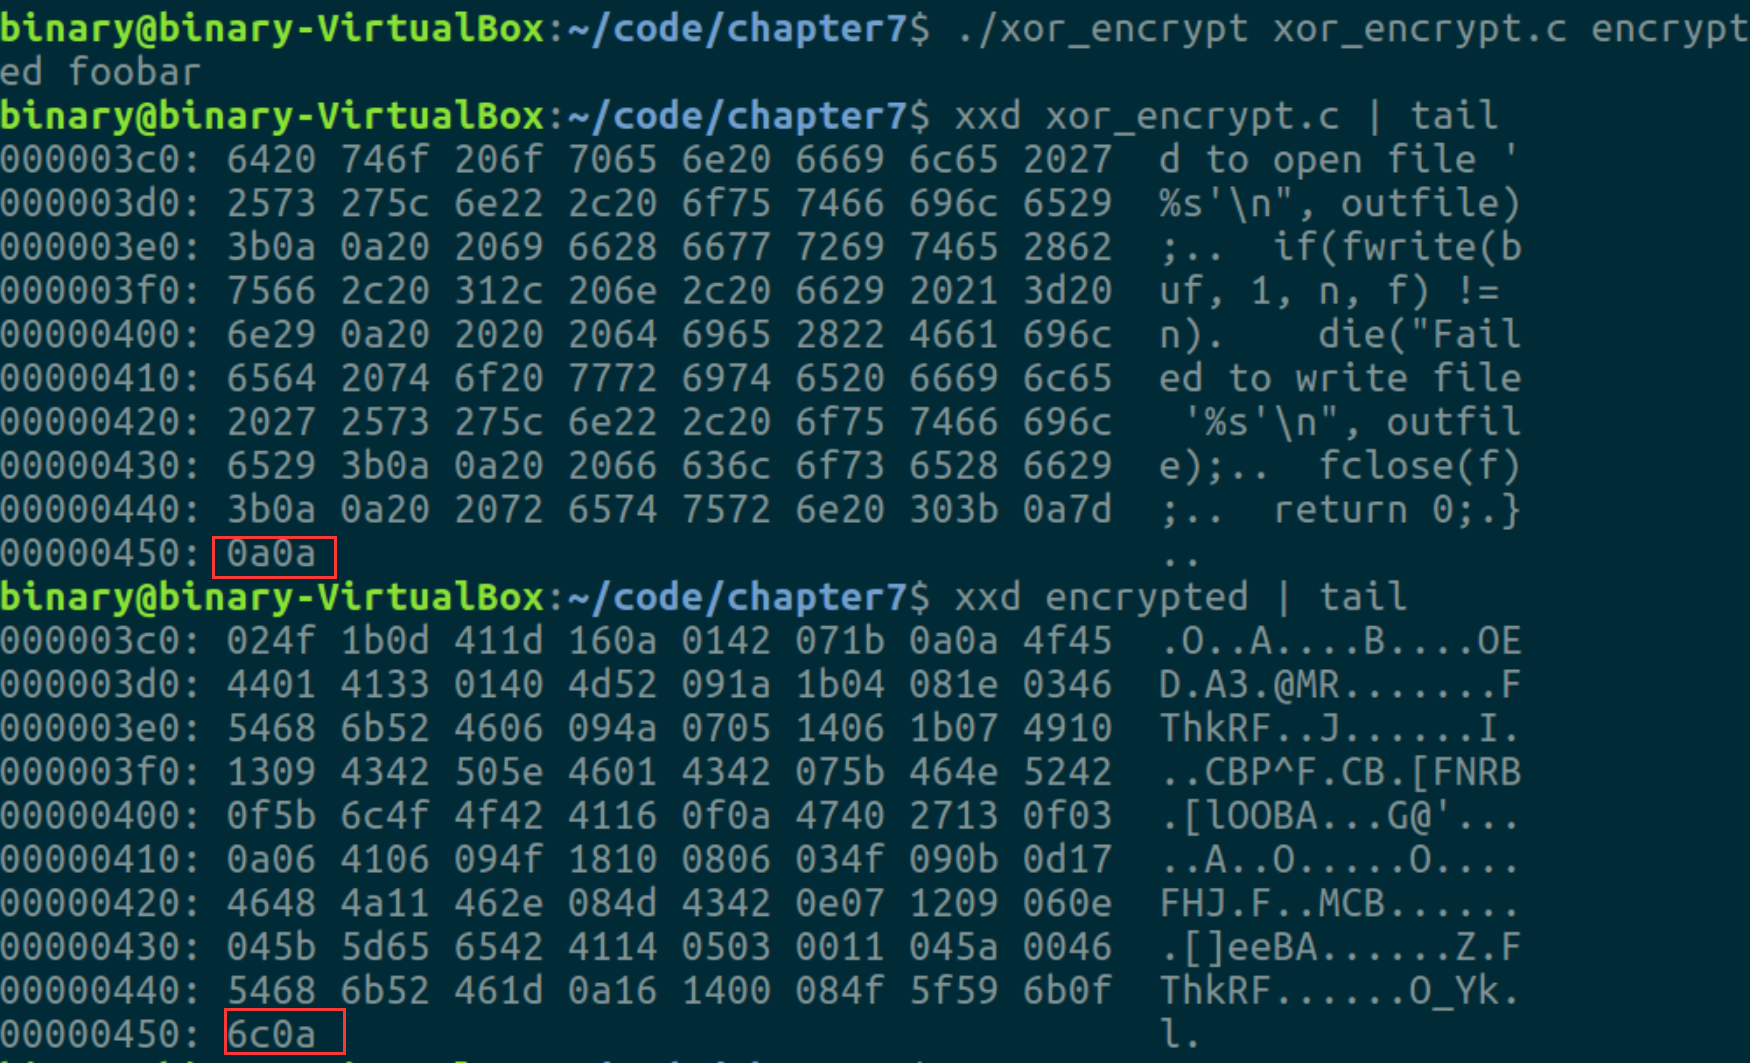 binary@binary-VirtualBox:~/code/chapter7$ ./xor_encrypt xor_encrypt.c encrypt
ed foobar
binary@binary-VirtualBox:~/code/chapter7$ xxd xor_encrypt.c | tail
000003c0: 6420 746f 206f 7065 6e20 6669 6c65 2027  d to open file '
000003d0: 2573 275c 6e22 2c20 6f75 7466 696c 6529  %s'\n", outfile)
000003e0: 3b0a 0a20 2069 6628 6677 7269 7465 2862  ;..  if(fwrite(b
000003f0: 7566 2c20 312c 206e 2c20 6629 2021 3d20  uf, 1, n, f) != 
00000400: 6e29 0a20 2020 2064 6965 2822 4661 696c  n).    die("Fail
00000410: 6564 2074 6f20 7772 6974 6520 6669 6c65  ed to write file
00000420: 2027 2573 275c 6e22 2c20 6f75 7466 696c   '%s'\n", outfil
00000430: 6529 3b0a 0a20 2066 636c 6f73 6528 6629  e);..  fclose(f)
00000440: 3b0a 0a20 2072 6574 7572 6e20 303b 0a7d  ;..  return 0;.}
00000450: 0a0a                                     ..
binary@binary-VirtualBox:~/code/chapter7$ xxd encrypted | tail
000003c0: 024f 1b0d 411d 160a 0142 071b 0a0a 4f45  .O..A....B....OE
000003d0: 4401 4133 0140 4d52 091a 1b04 081e 0346  D.A3.@MR.......F
000003e0: 5468 6b52 4606 094a 0705 1406 1b07 4910  ThkRF..J......I.
000003f0: 1309 4342 505e 4601 4342 075b 464e 5242  ..CBP^F.CB.[FNRB
00000400: 0f5b 6c4f 4f42 4116 0f0a 4740 2713 0f03  .[lOOBA...G@'...
00000410: 0a06 4106 094f 1810 0806 034f 090b 0d17  ..A..O.....O....
00000420: 4648 4a11 462e 084d 4342 0e07 1209 060e  FHJ.F..MCB......
00000430: 045b 5d65 6542 4114 0503 0011 045a 0046  .[]eeBA......Z.F
00000440: 5468 6b52 461d 0a16 1400 084f 5f59 6b0f  ThkRF......O_Yk.
00000450: 6c0a                                     l.